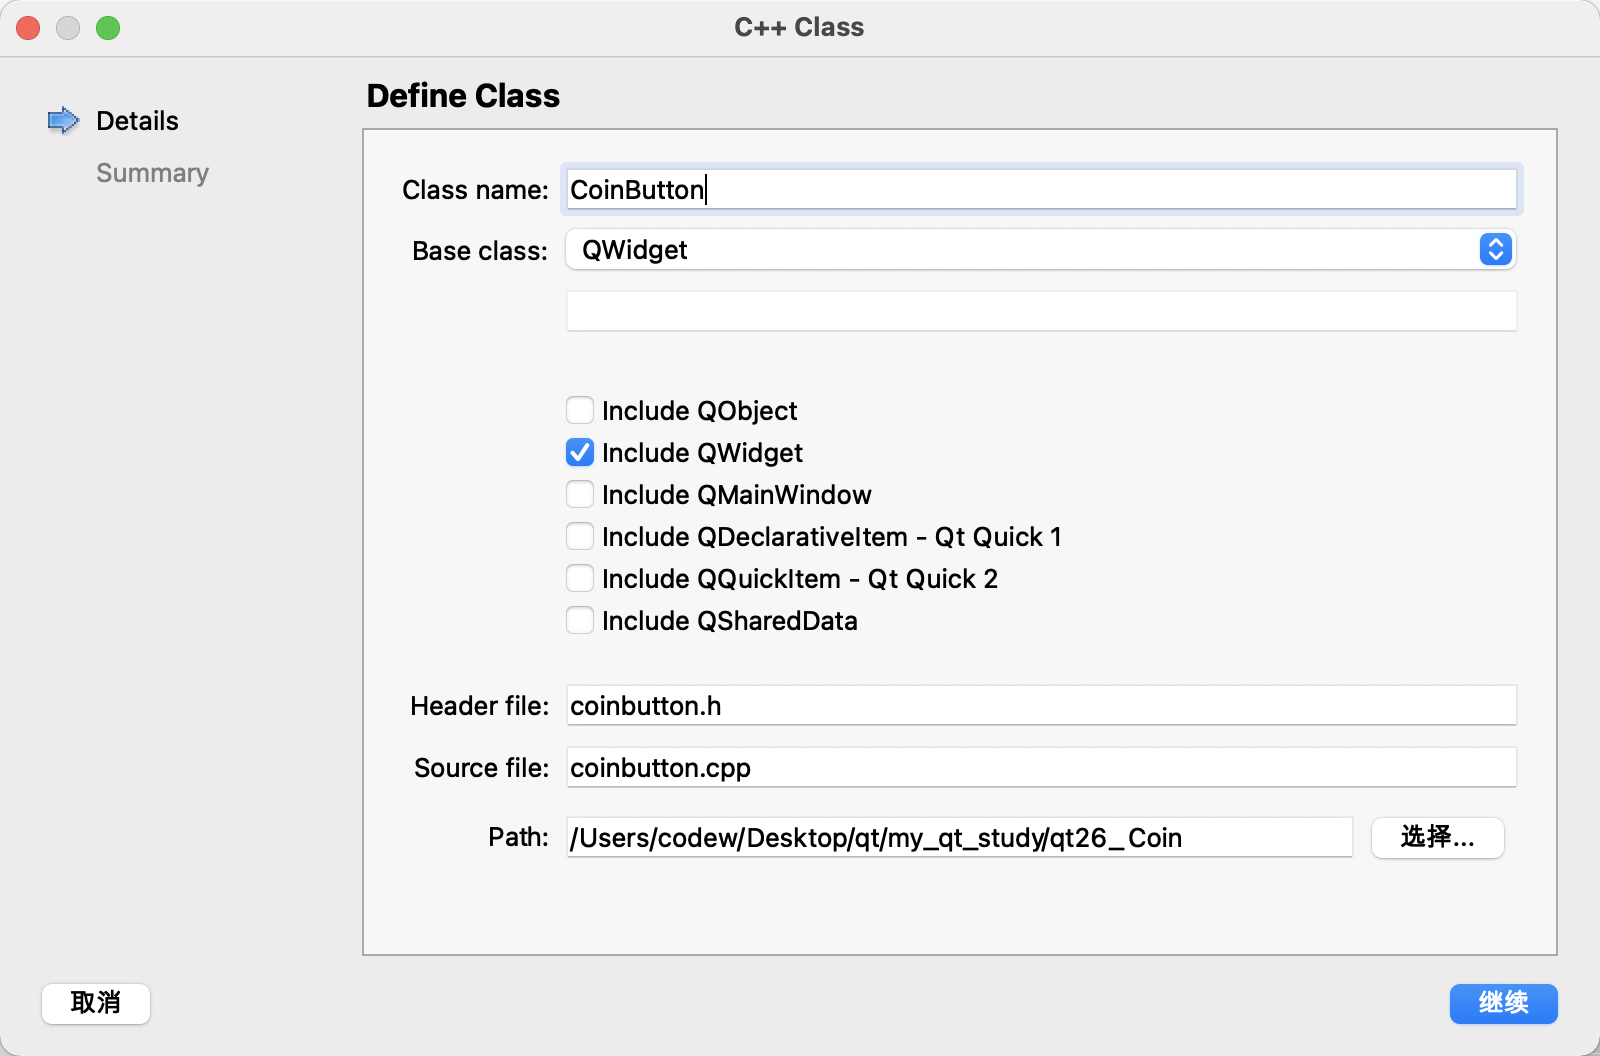 C++ Class
Details
Summary
Define Class
Class name: CoinButton
Base class: QWidget
Include QObject
Include QWidget
Include QMainWindow
Include QDeclarativeItem - Qt Quick 1
Include QQuickItem - Qt Quick 2
Include QSharedData
Header file: coinbutton.h
Source file: coinbutton.cpp
Path: /Users/codew/Desktop/qt/my_qt_study/qt26_Coin 选择...
取消 继续